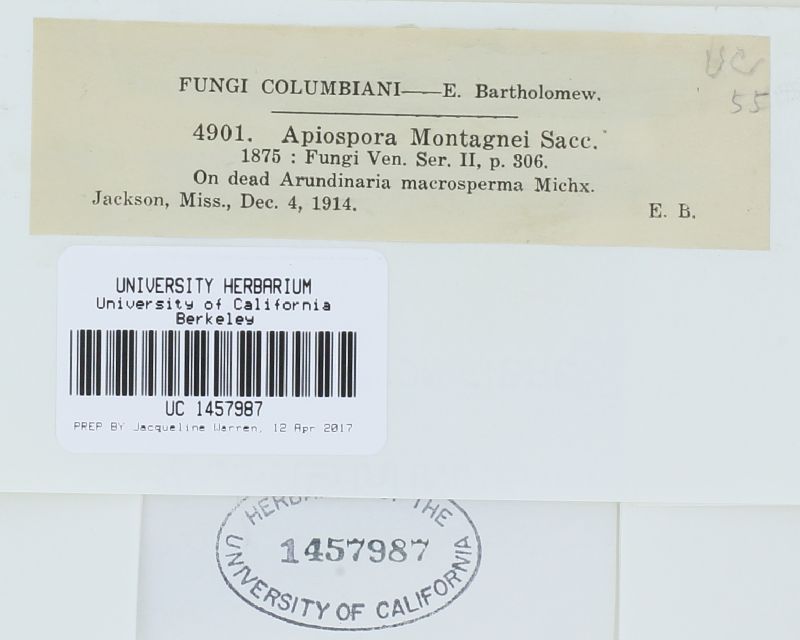 UC
55
FUNGI COLUMBIANI——E. Bartholomew.
4901. Apiospora Montagnei Sacc.
1875 : Fungi Ven. Ser. II, p. 306.
On dead Arundinaria macrosperma Michx.
Jackson, Miss., Dec. 4, 1914. E. B.
UNIVERSITY HERBARIUM
University of California
Berkeley
UC 1457987
PREP BY Jacqueline Warren, 12 Apr 2017
THE
1457987
UNIVERSITY OF CALIFORNIA